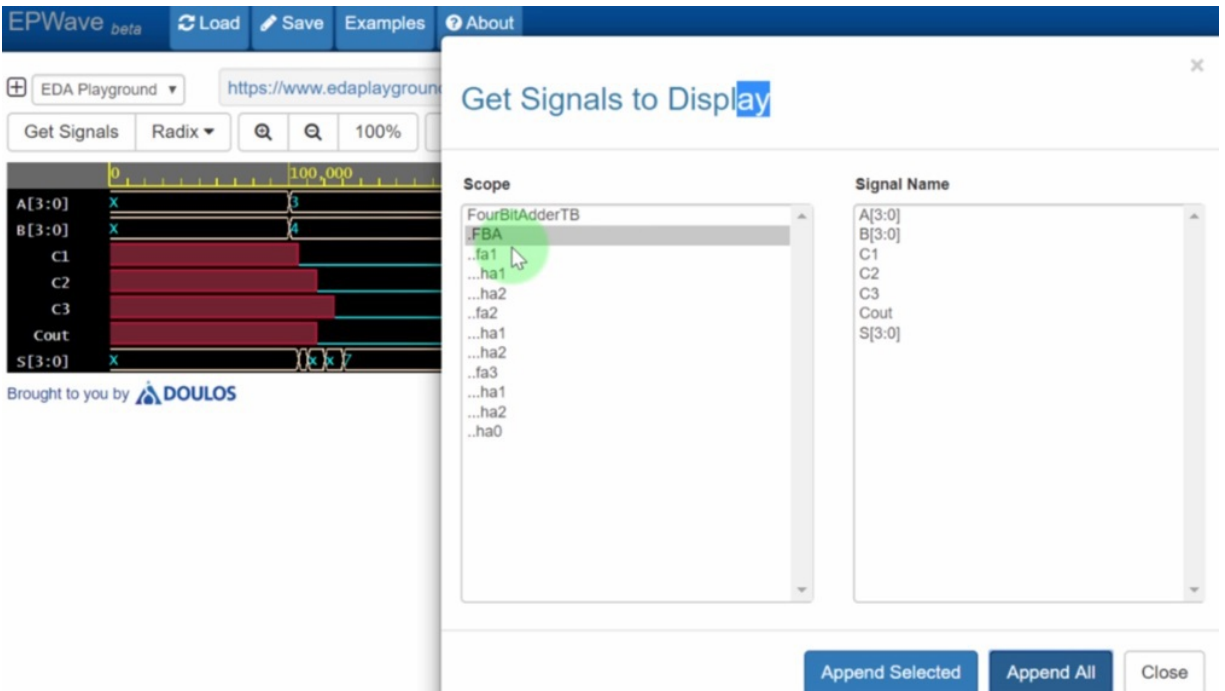 EPWave beta Load Save Examples About
EDA Playground https://www.edaplayground
Get Signals Radix 100%
0 100,000
A[3:0] x 3
B[3:0] x 4
C1
C2
C3
Cout
S[3:0] x x x 7
Brought to you by DOULOS
×
Get Signals to Display
Scope
FourBitAdderTB
.FBA
..fa1
...ha1
...ha2
..fa2
...ha1
...ha2
..fa3
...ha1
...ha2
..ha0
Signal Name
A[3:0]
B[3:0]
C1
C2
C3
Cout
S[3:0]
Append Selected Append All Close